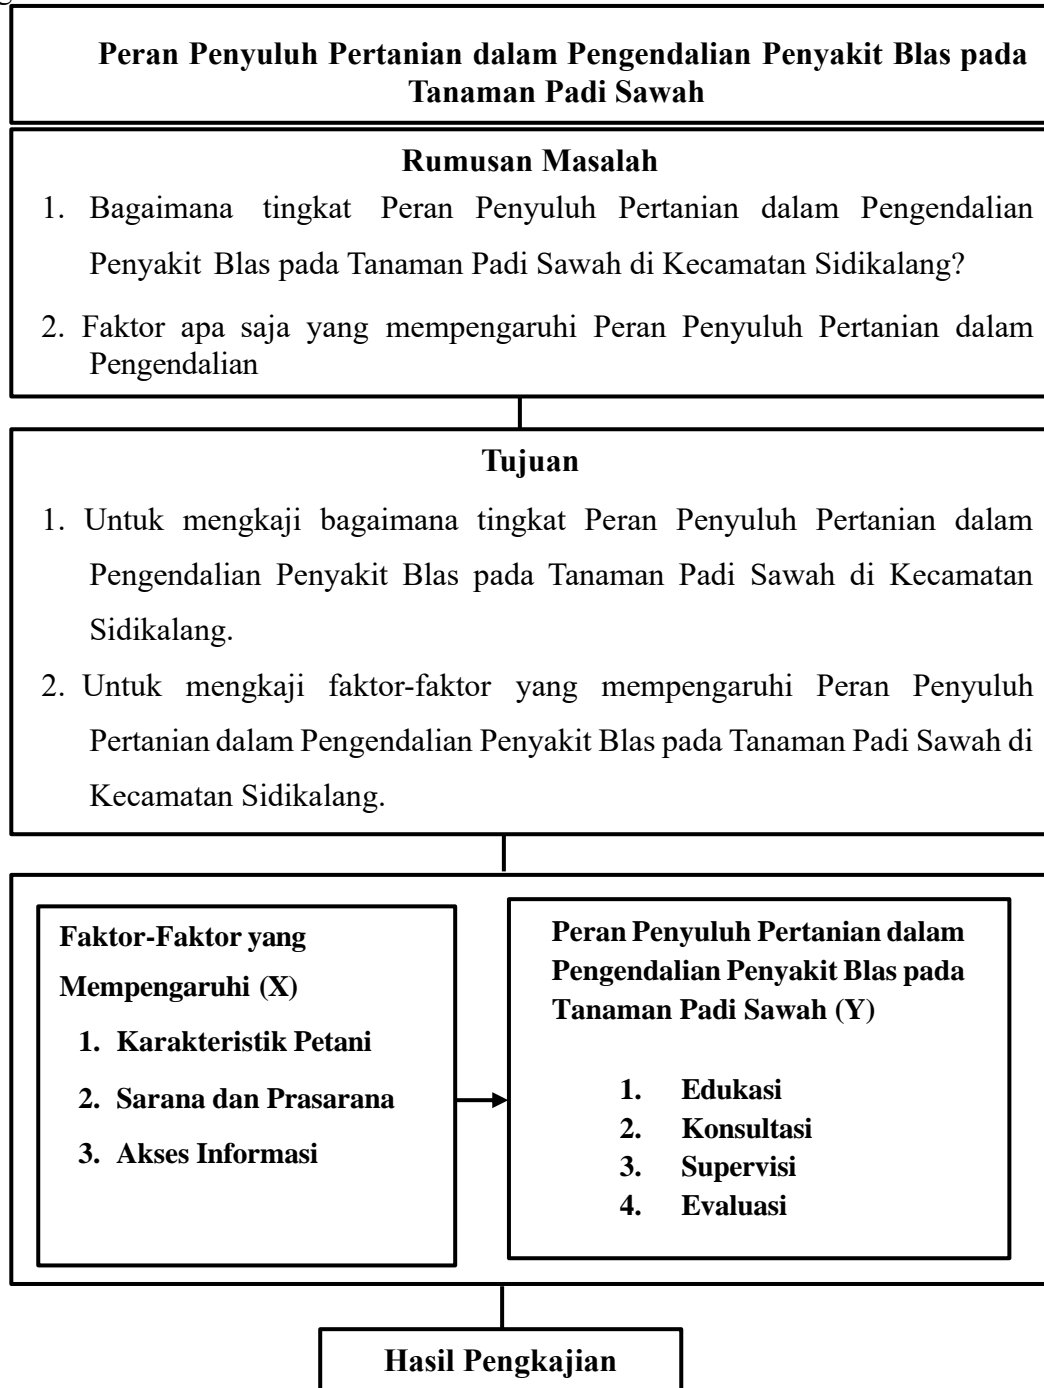 Peran Penyuluh Pertanian dalam Pengendalian Penyakit Blas pada
Tanaman Padi Sawah
Rumusan Masalah
1. Bagaimana tingkat Peran Penyuluh Pertanian dalam Pengendalian
Penyakit Blas pada Tanaman Padi Sawah di Kecamatan Sidikalang?
2. Faktor apa saja yang mempengaruhi Peran Penyuluh Pertanian dalam
Pengendalian
Tujuan
1. Untuk mengkaji bagaimana tingkat Peran Penyuluh Pertanian dalam
Pengendalian Penyakit Blas pada Tanaman Padi Sawah di Kecamatan
Sidikalang.
2. Untuk mengkaji faktor-faktor yang mempengaruhi Peran Penyuluh
Pertanian dalam Pengendalian Penyakit Blas pada Tanaman Padi Sawah di
Kecamatan Sidikalang.
Faktor-Faktor yang
Mempengaruhi (X)
1. Karakteristik Petani
2. Sarana dan Prasarana
3. Akses Informasi
Peran Penyuluh Pertanian dalam
Pengendalian Penyakit Blas pada
Tanaman Padi Sawah (Y)
1. Edukasi
2. Konsultasi
3. Supervisi
4. Evaluasi
Hasil Pengkajian